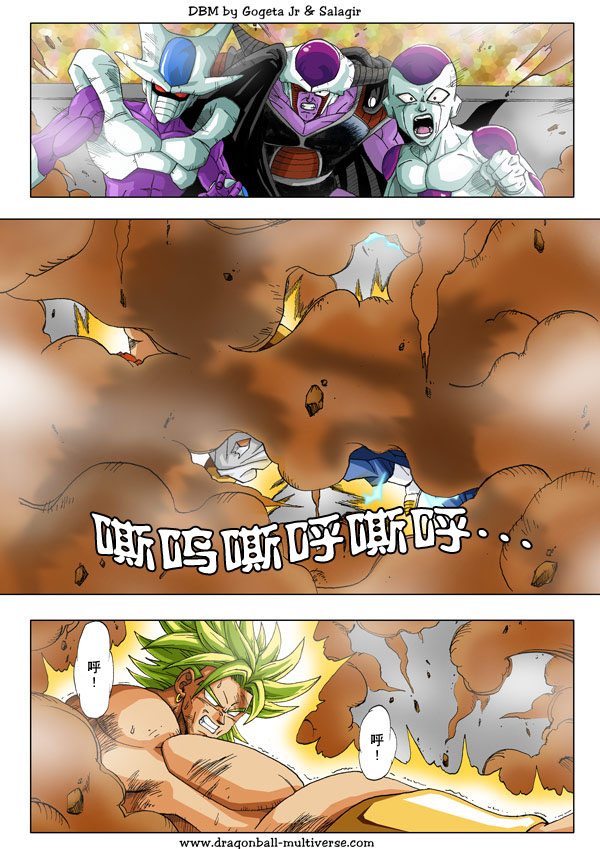 DBM by Gogeta Jr & Salagir
嘶呜嘶呼嘶呼···
呼！
呼！
www.dragonball-multiverse.com